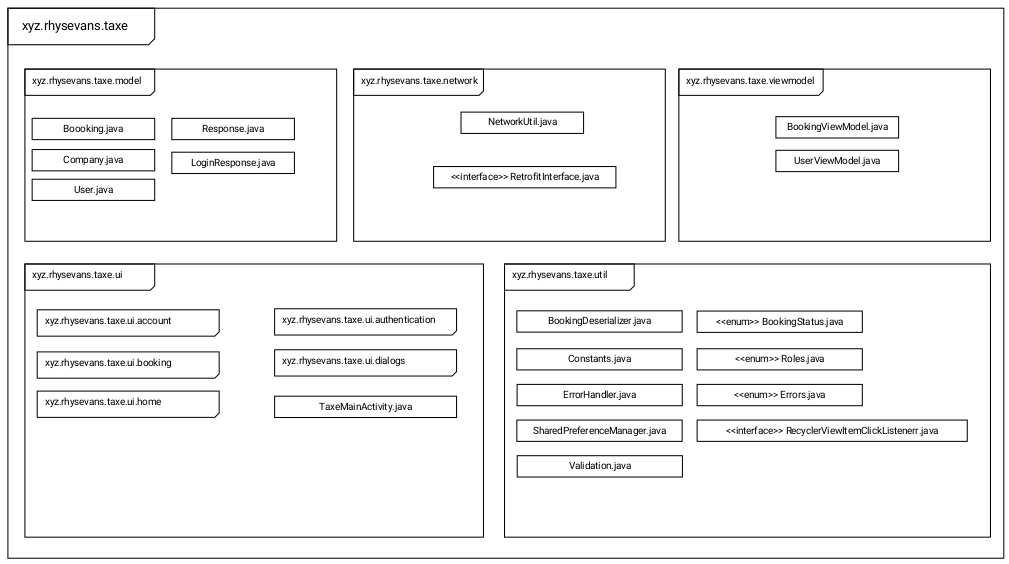 xyz.rhysevans.taxe
xyz.rhysevans.taxe.model
Boooking.java
Response.java
Company.java
LoginResponse.java
User.java
xyz.rhysevans.taxe.network
NetworkUtil.java
<<interface>> RetrofitInterface.java
xyz.rhysevans.taxe.viewmodel
BookingViewModel.java
UserViewModel.java
xyz.rhysevans.taxe.ui
xyz.rhysevans.taxe.ui.account
xyz.rhysevans.taxe.ui.authentication
xyz.rhysevans.taxe.ui.booking
xyz.rhysevans.taxe.ui.dialogs
xyz.rhysevans.taxe.ui.home
TaxeMainActivity.java
xyz.rhysevans.taxe.util
BookingDeserializer.java
<<enum>> BookingStatus.java
Constants.java
<<enum>> Roles.java
ErrorHandler.java
<<enum>> Errors.java
SharedPreferenceManager.java
<<interface>> RecyclerViewItemClickListenerr.java
Validation.java